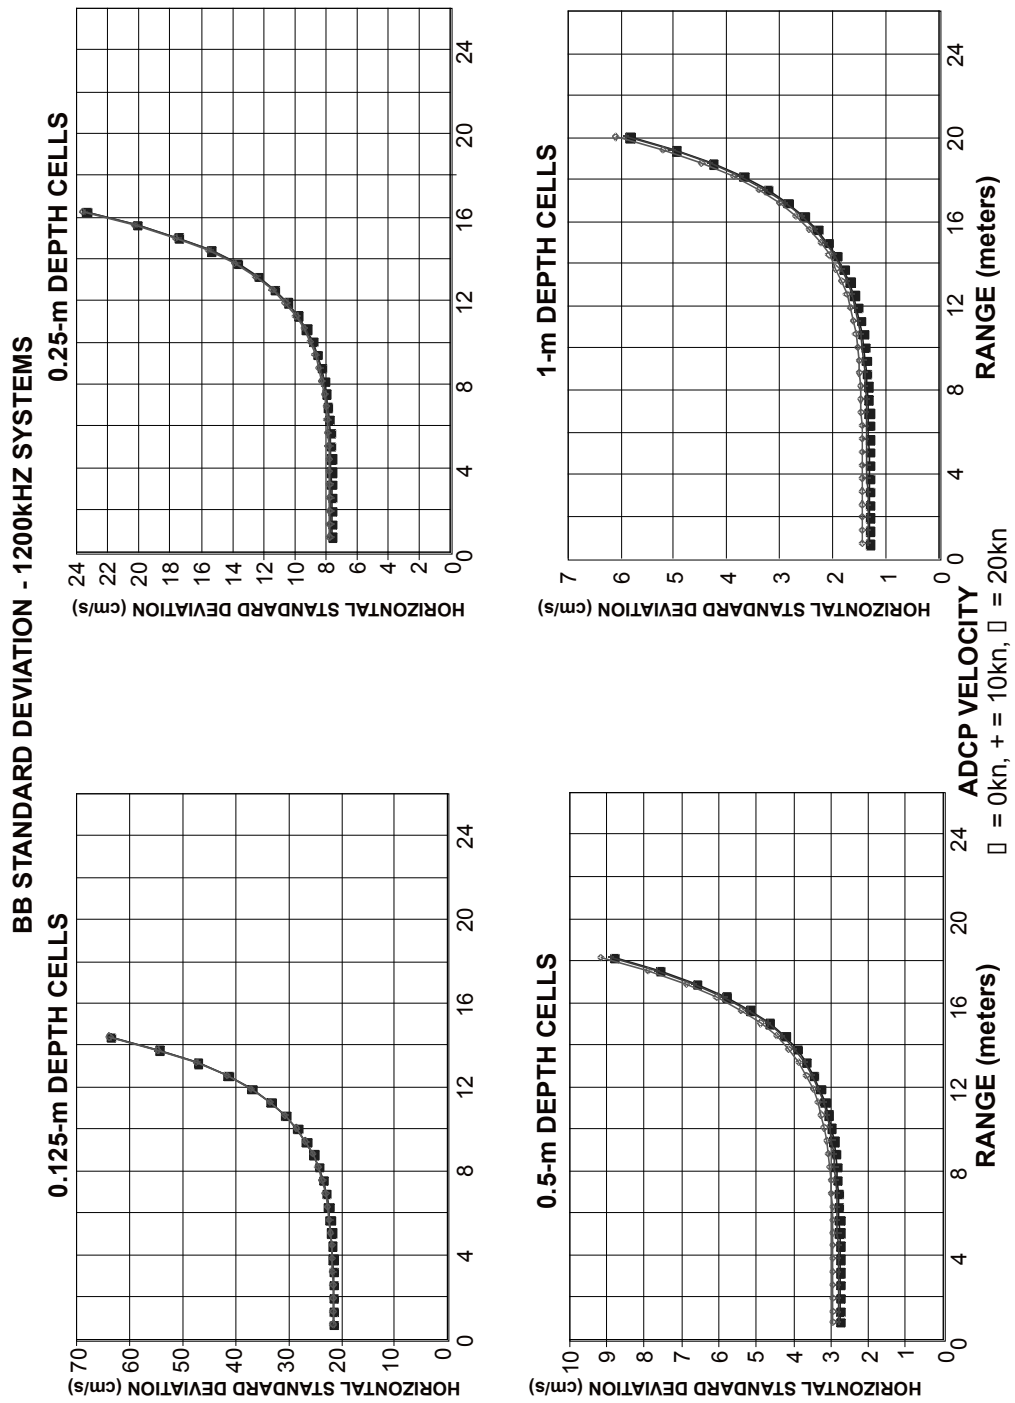 BB STANDARD DEVIATION - 1200kHZ SYSTEMS
0.125-m DEPTH CELLS
HORIZONTAL STANDARD DEVIATION (cm/s)
70
60
50
40
30
20
10
0
0 4 8 12 16 20 24
0.25-m DEPTH CELLS
HORIZONTAL STANDARD DEVIATION (cm/s)
24
22
20
18
16
14
12
10
8
6
4
2
0
0 4 8 12 16 20 24
0.5-m DEPTH CELLS
HORIZONTAL STANDARD DEVIATION (cm/s)
10
9
8
7
6
5
4
3
2
1
0
0 4 8 12 16 20 24
RANGE (meters)
1-m DEPTH CELLS
HORIZONTAL STANDARD DEVIATION (cm/s)
7
6
5
4
3
2
1
0
0 4 8 12 16 20 24
RANGE (meters)
ADCP VELOCITY
▯ = 0kn, + = 10kn, ▯ = 20kn